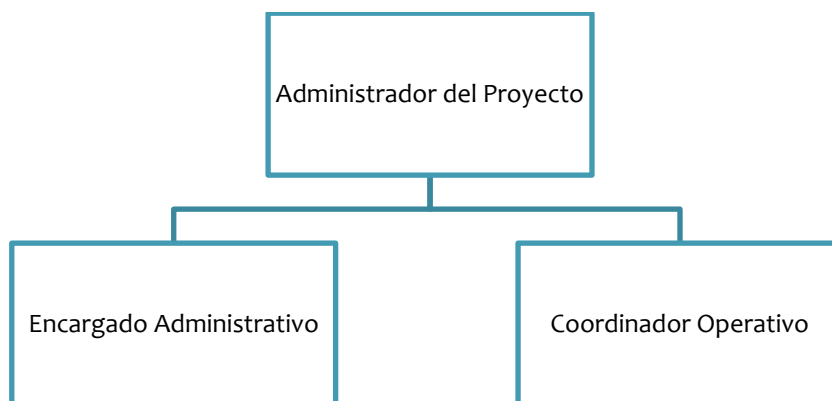 Administrador del Proyecto
Encargado Administrativo
Coordinador Operativo